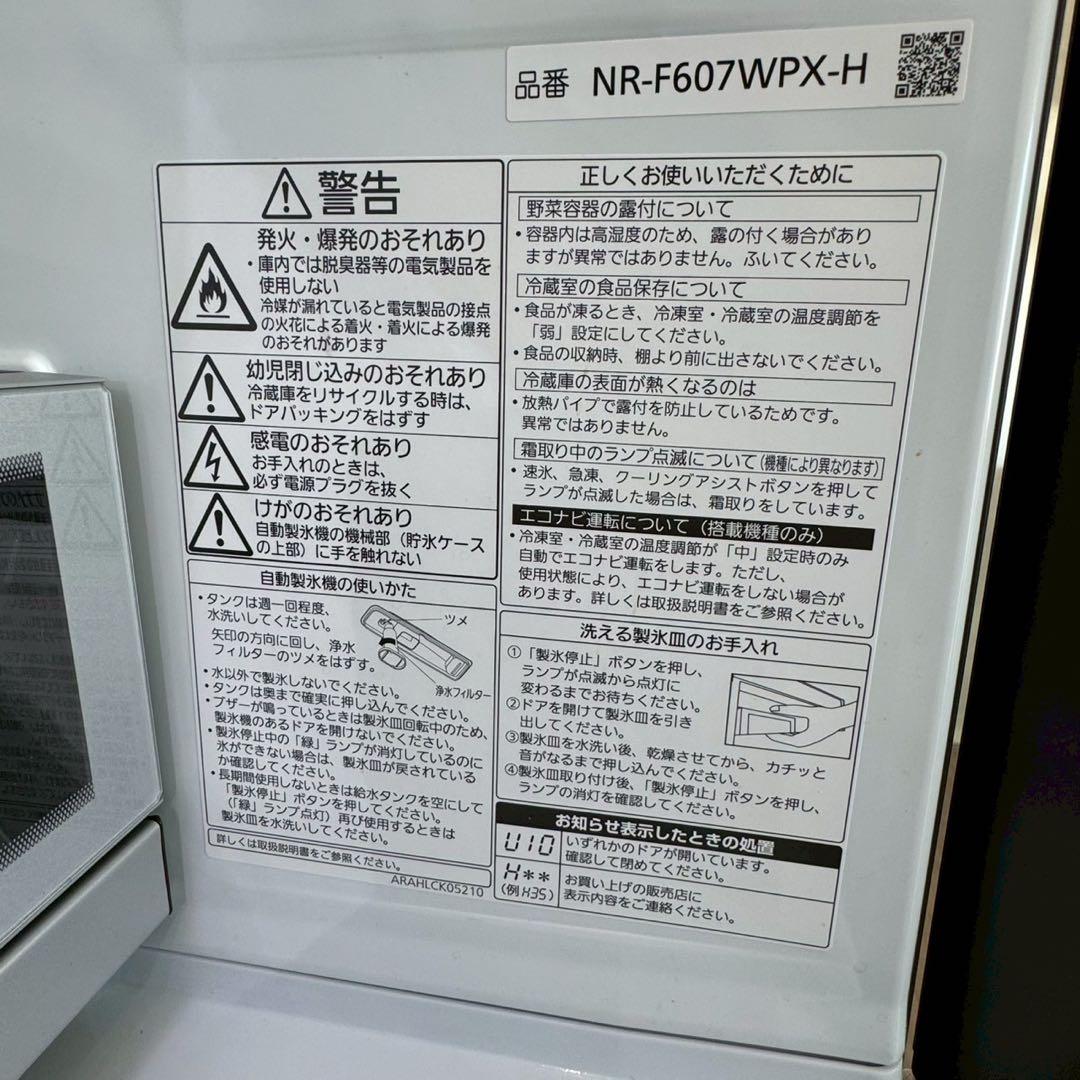 品番 NR-F607WPX-H
警告
発火・爆発のおそれあり
・庫内では脱臭器等の電気製品を
使用しない
冷媒が漏れていると電気製品の接点
の火花による着火・着火による爆発
のおそれがあります
幼児閉じ込みのおそれあり
冷蔵庫をリサイクルする時は、
ドアパッキングをはずす
感電のおそれあり
お手入れのときは、
必ず電源プラグを抜く
けがのおそれあり
自動製氷機の機械部（貯氷ケース
の上部）に手を触れない
自動製氷機の使いかた
・タンクは週一回程度、
水洗いしてください。
矢印の方向に回し、浄水
フィルターのツメをはずす。
ツメ
浄水フィルター
・水以外で製氷しないでください。
・タンクは奥まで確実に押し込んでください。
・ブザーが鳴っているときは製氷皿回転中のため、
製氷機のあるドアを開けないでください。
・製氷停止中の「緑」ランプが消灯しているのに
氷ができない場合は、製氷皿が戻されている
か確認してください。
・長期間使用しないときは給水タンクを空にして
「製氷停止」ボタンを押してください。
（「緑」ランプ点灯）再び使用するときは
製氷皿を水洗いしてください。
詳しくは取扱説明書をご参照ください。
ARAHLCK05210
正しくお使いいただくために
野菜容器の露付について
・容器内は高湿度のため、露の付く場合があり
ますが異常ではありません。ふいてください。
冷蔵室の食品保存について
・食品が凍るとき、冷凍室・冷蔵室の温度調節を
「弱」設定にしてください。
・食品の収納時、棚より前に出さないでください。
冷蔵庫の表面が熱くなるのは
・放熱パイプで露付を防止しているためです。
異常ではありません。
霜取り中のランプ点滅について（機種により異なります）
・速氷、急凍、クーリングアシストボタンを押して
ランプが点滅した場合は、霜取りをしています。
エコナビ運転について（搭載機種のみ）
・冷凍室・冷蔵室の温度調節が「中」設定時のみ
自動でエコナビ運転をします。ただし、
使用状態により、エコナビ運転をしない場合が
あります。詳しくは取扱説明書をご参照ください。
洗える製氷皿のお手入れ
①「製氷停止」ボタンを押し、
ランプが点滅から点灯に
変わるまでお待ちください。
②ドアを開けて製氷皿を引き
出してください。
③製氷皿を水洗い後、乾燥させてから、カチッと
音がなるまで押し込んでください。
④製氷皿取り付け後、「製氷停止」ボタンを押し、
ランプの消灯を確認してください。
お知らせ表示したときの処置
U10 いずれかのドアが開いています。
確認して閉めてください。
H** （例 H35） お買い上げの販売店に
表示内容をご連絡ください。